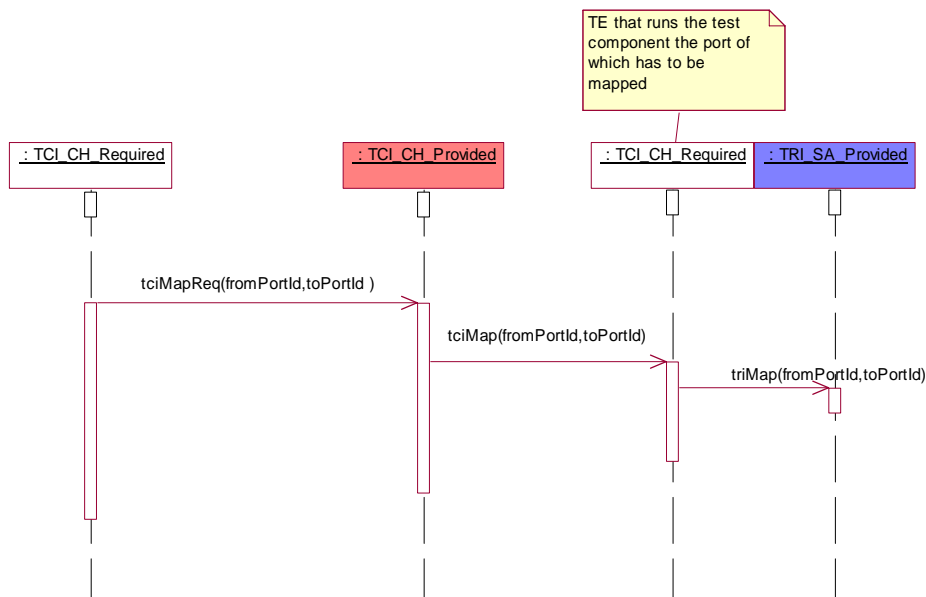 TE that runs the test
component the port of
which has to be
mapped
: TCI_CH_Required
: TCI_CH_Provided
: TCI_CH_Required
: TRI_SA_Provided
tciMapReq(fromPortId,toPortId )
tciMap(fromPortId,toPortId)
triMap(fromPortId,toPortId)